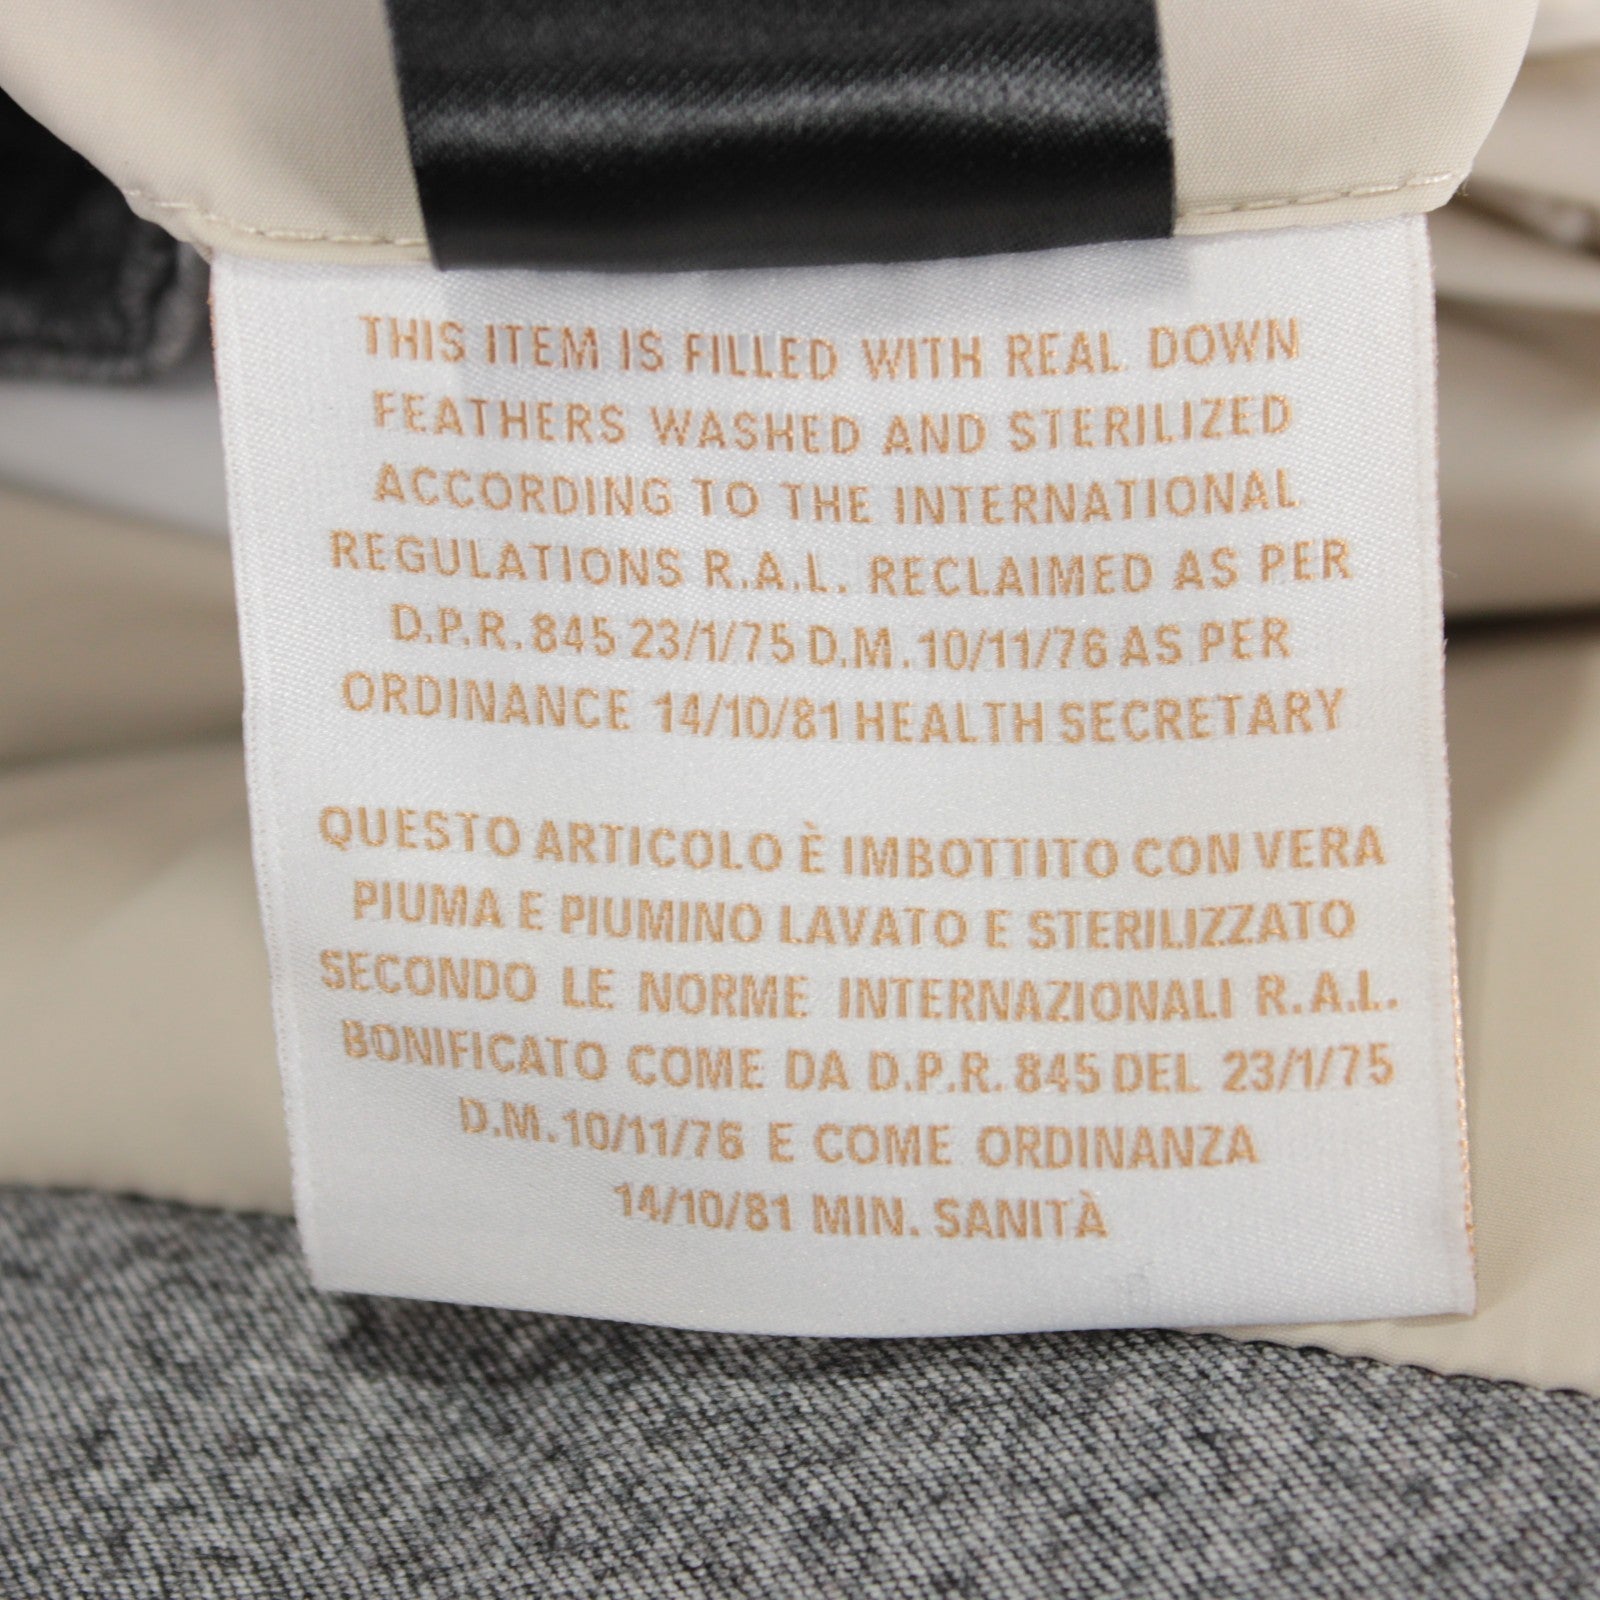 THIS ITEM IS FILLED WITH REAL DOWN
FEATHERS WASHED AND STERILIZED
ACCORDING TO THE INTERNATIONAL
REGULATIONS R.A.L. RECLAIMED AS PER
D.P.R. 845 23/1/75 D.M. 10/11/76 AS PER
ORDINANCE 14/10/81 HEALTH SECRETARY
QUESTO ARTICOLO È IMBOTTITO CON VERA
PIUMA E PIUMINO LAVATO E STERILIZZATO
SECONDO LE NORME INTERNAZIONALI R.A.L.
BONIFICATO COME DA D.P.R. 845 DEL 23/1/75
D.M. 10/11/76 E COME ORDINANZA
14/10/81 MIN. SANITÀ